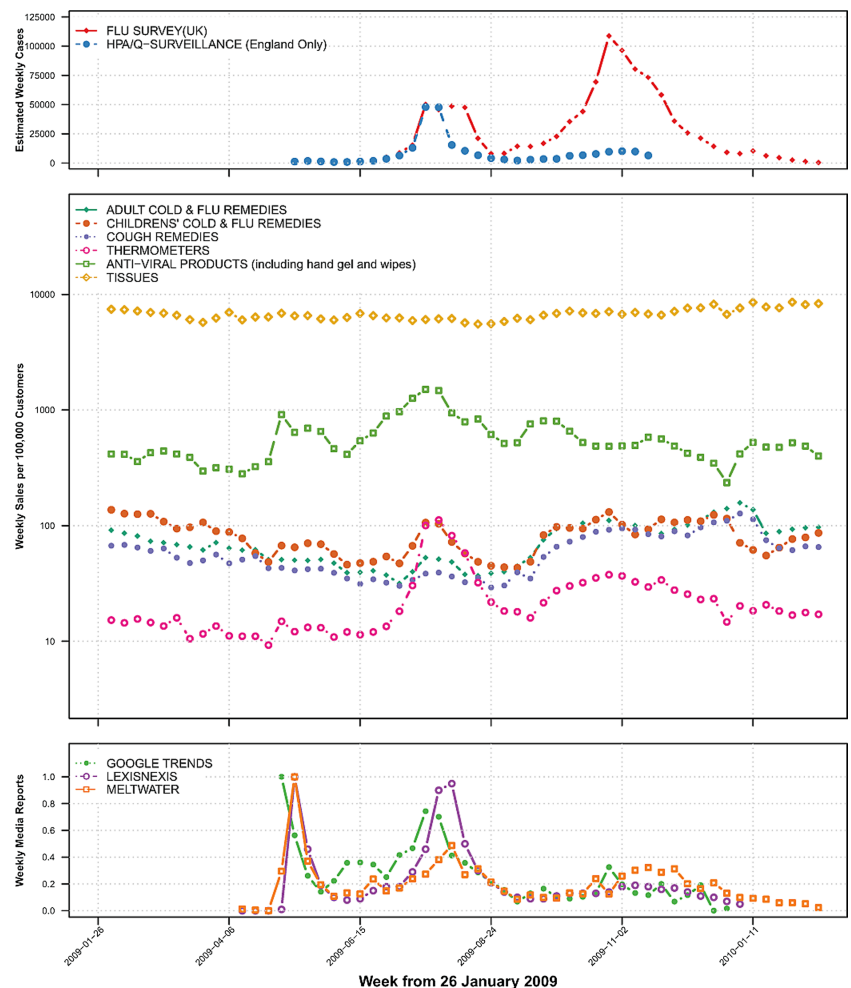 125000
100000
75000
50000
25000
0
Estimated Weekly Cases
FLU SURVEY(UK)
HPA/Q−SURVEILLANCE (England Only)
ADULT COLD & FLU REMEDIES
CHILDRENS' COLD & FLU REMEDIES
COUGH REMEDIES
THERMOMETERS
ANTI−VIRAL PRODUCTS (including hand gel and wipes)
TISSUES
10000
1000
100
10
Weekly Sales per 100,000 Customers
GOOGLE TRENDS
LEXISNEXIS
MELTWATER
1.0
0.8
0.6
0.4
0.2
0.0
Weekly Media Reports
2009−01−26
2009−04−06
2009−06−15
2009−08−24
2009−11−02
2010−01−11
Week from 26 January 2009